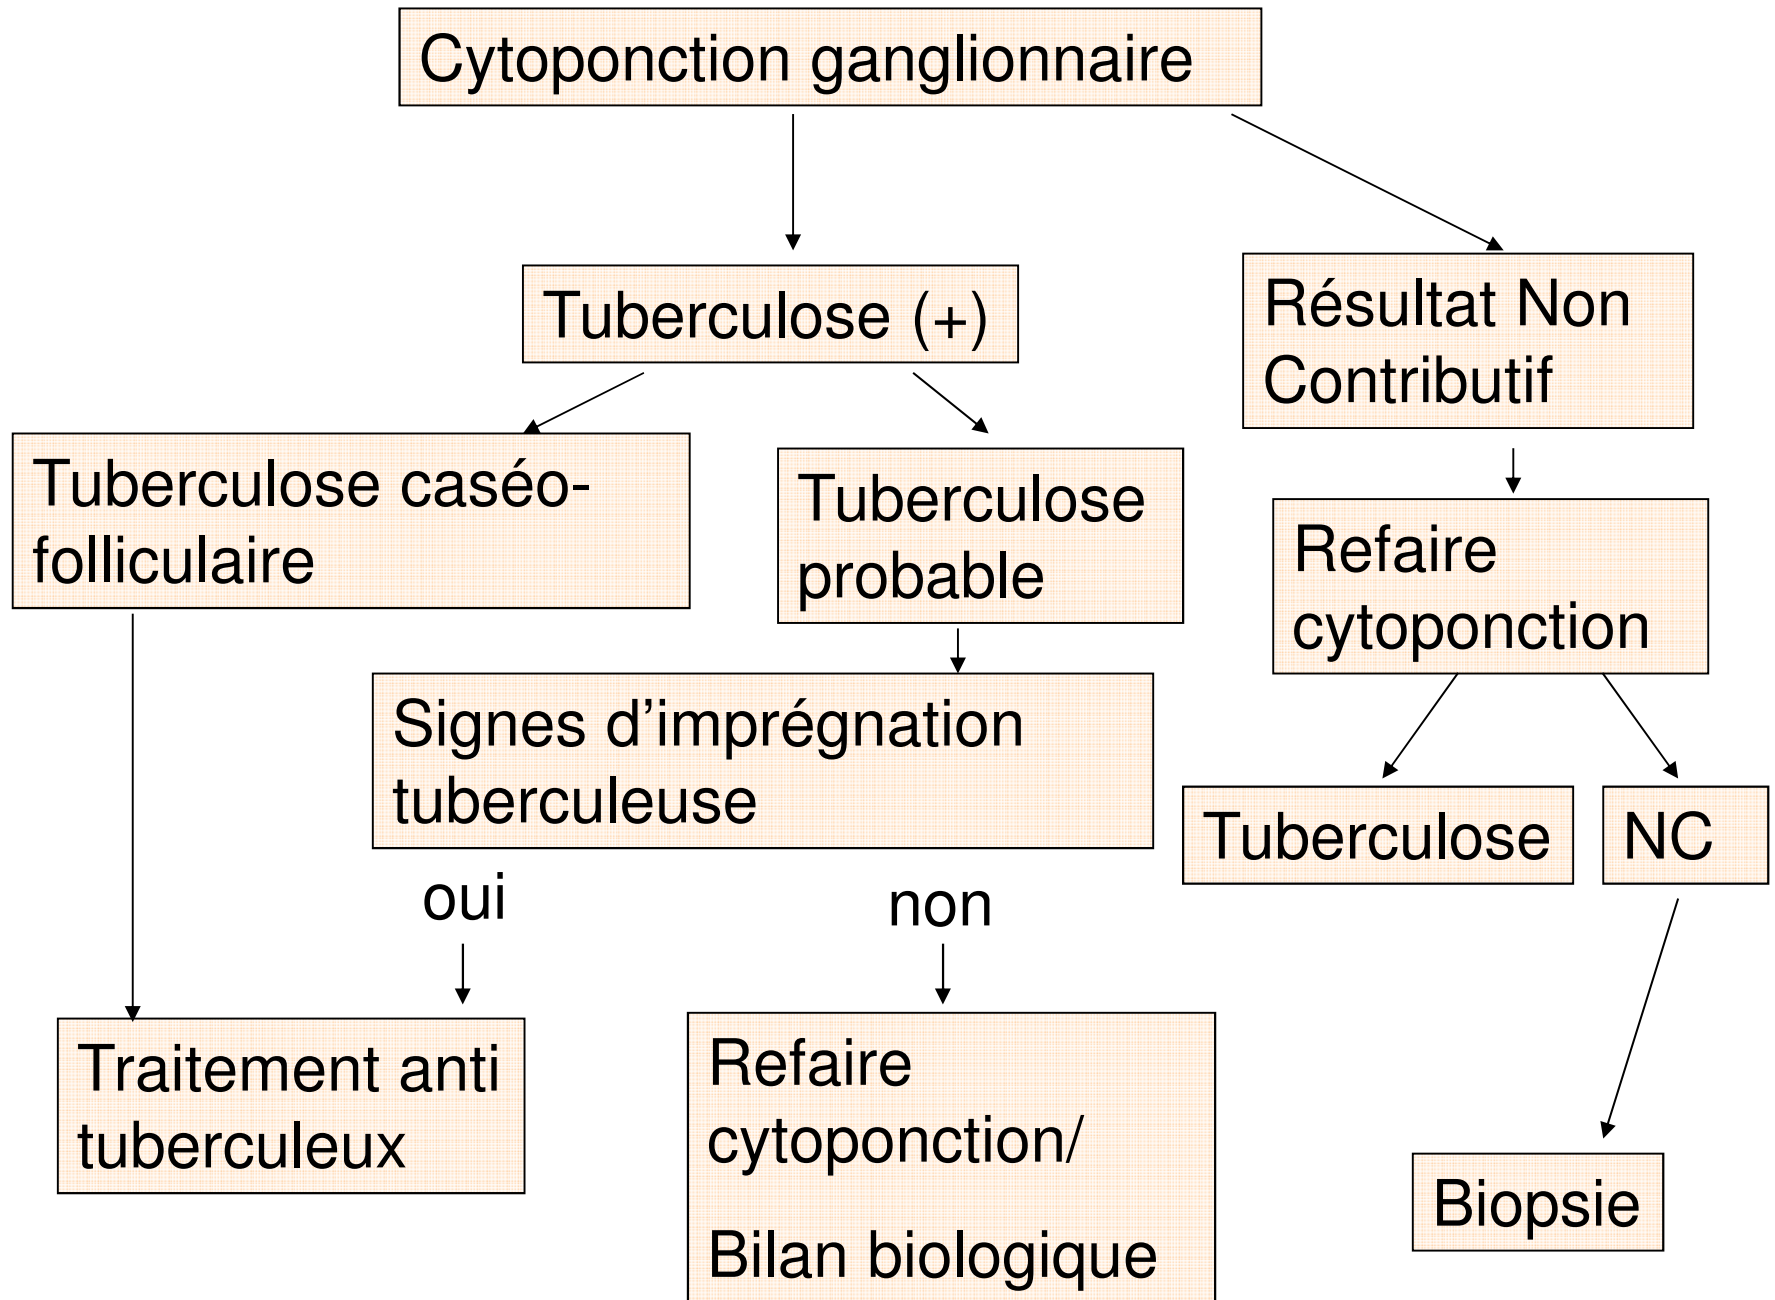 Cytoponction ganglionnaire
Tuberculose (+)
Résultat Non
Contributif
Tuberculose caséo-
folliculaire
Tuberculose
probable
Refaire
cytoponction
Signes d’imprégnation
tuberculeuse
Tuberculose
NC
oui
non
Traitement anti
tuberculeux
Refaire
cytoponction/
Bilan biologique
Biopsie